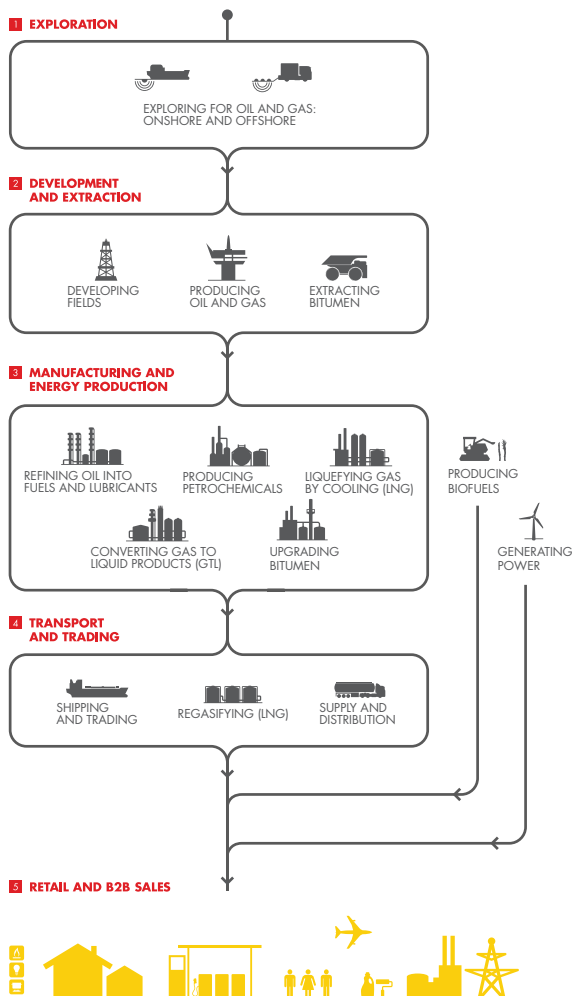 1 EXPLORATION
EXPLORING FOR OIL AND GAS:
ONSHORE AND OFFSHORE
2 DEVELOPMENT
AND EXTRACTION
DEVELOPING
FIELDS
PRODUCING
OIL AND GAS
EXTRACTING
BITUMEN
3 MANUFACTURING AND
ENERGY PRODUCTION
REFINING OIL INTO
FUELS AND LUBRICANTS
PRODUCING
PETROCHEMICALS
LIQUEFYING GAS
BY COOLING (LNG)
PRODUCING
BIOFUELS
CONVERTING GAS TO
LIQUID PRODUCTS (GTL)
UPGRADING
BITUMEN
GENERATING
POWER
4 TRANSPORT
AND TRADING
SHIPPING
AND TRADING
REGASIFYING (LNG)
SUPPLY AND
DISTRIBUTION
5 RETAIL AND B2B SALES